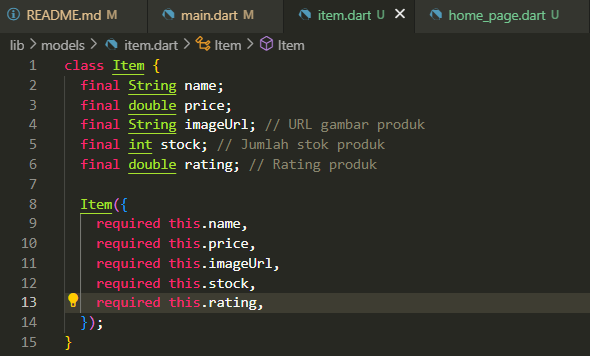 README.md M main.dart M item.dart U × home_page.dart U
lib > models > item.dart > Item > Item
1 class Item {
2   final String name;
3   final double price;
4   final String imageUrl; // URL gambar produk
5   final int stock; // Jumlah stok produk
6   final double rating; // Rating produk
7
8   Item({
9     required this.name,
10     required this.price,
11     required this.imageUrl,
12     required this.stock,
13     required this.rating,
14   });
15 }